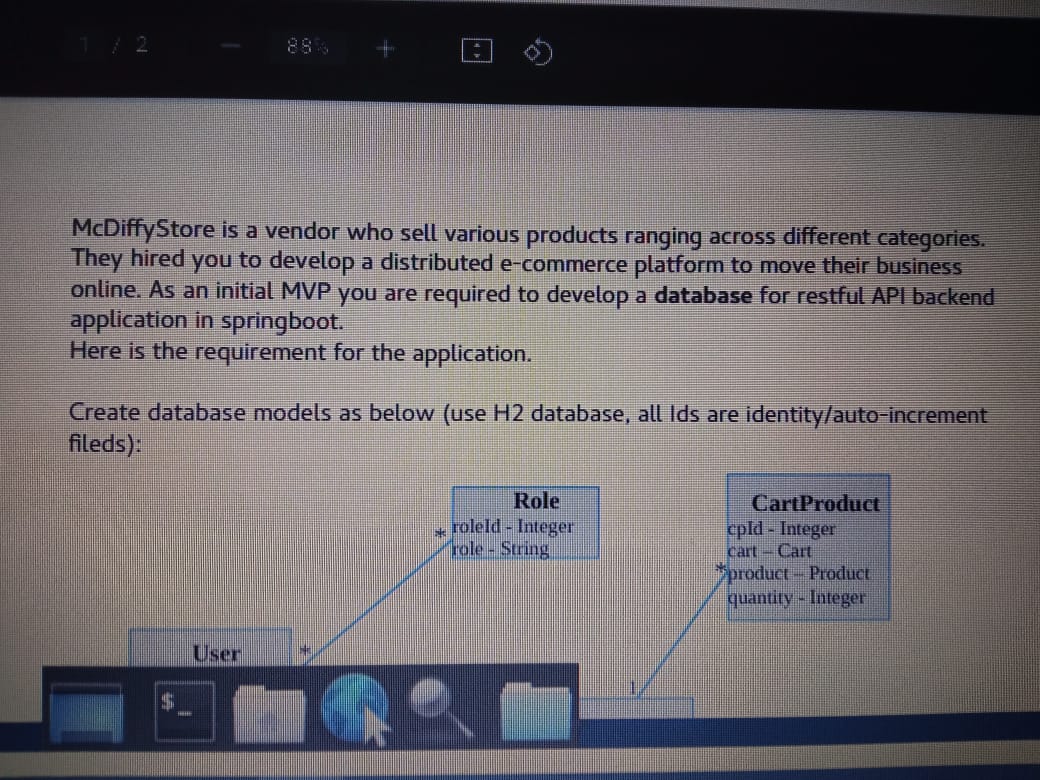 1 / 2
88%
McDiffyStore is a vendor who sell various products ranging across different categories.
They hired you to develop a distributed e-commerce platform to move their business
online. As an initial MVP you are required to develop a database for restful API backend
application in springboot.
Here is the requirement for the application.
Create database models as below (use H2 database, all Ids are identity/auto-increment
fileds):
Role
* roleId - Integer
role - String
CartProduct
cpId - Integer
cart – Cart
*product – Product
quantity - Integer
User
*
1
$_